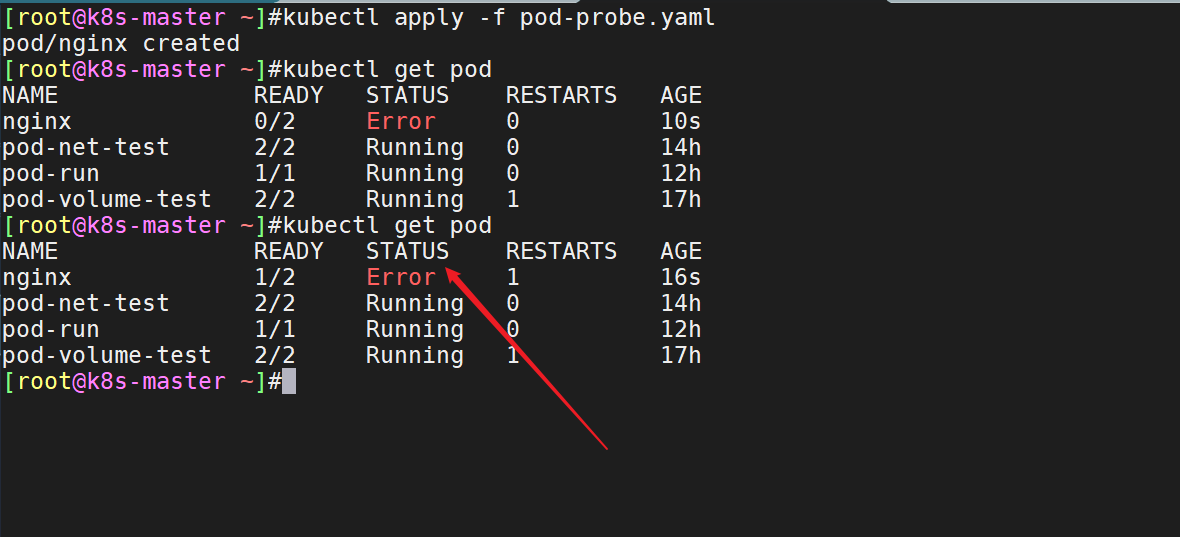 [root@k8s-master ~]#kubectl apply -f pod-probe.yaml
pod/nginx created
[root@k8s-master ~]#kubectl get pod
NAME READY STATUS RESTARTS AGE
nginx 0/2 Error 0 10s
pod-net-test 2/2 Running 0 14h
pod-run 1/1 Running 0 12h
pod-volume-test 2/2 Running 1 17h
[root@k8s-master ~]#kubectl get pod
NAME READY STATUS RESTARTS AGE
nginx 1/2 Error 1 16s
pod-net-test 2/2 Running 0 14h
pod-run 1/1 Running 0 12h
pod-volume-test 2/2 Running 1 17h
[root@k8s-master ~]#